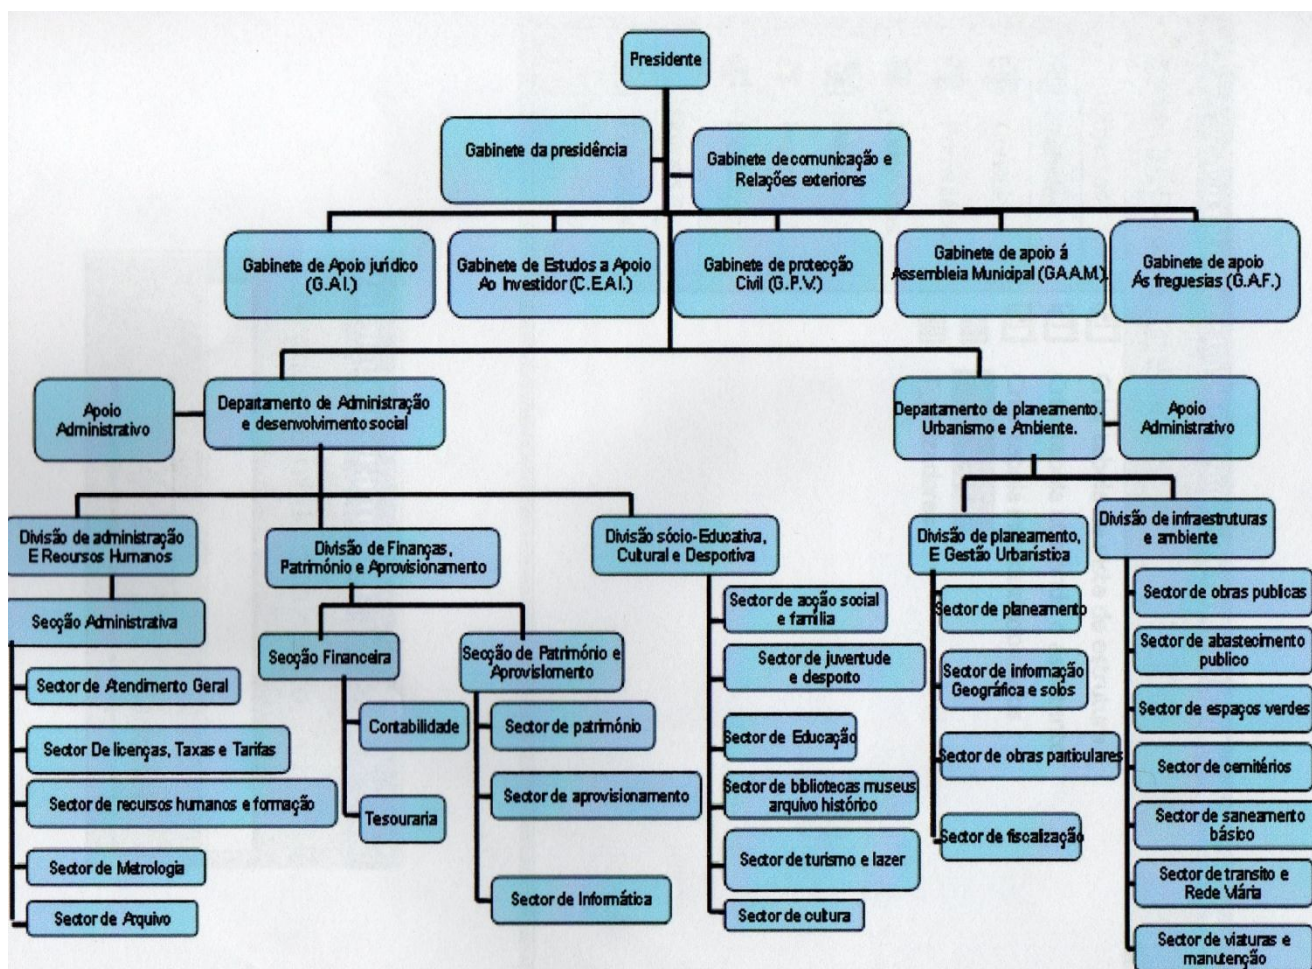 Presidente
Gabinete da presidência
Gabinete de comunicação e
Relações exteriores
Gabinete de Apoio jurídico
(G.A.I.)
Gabinete de Estudos a Apoio
Ao Investidor (C.E.A.I.)
Gabinete de protecção
Civil (G.P.V.)
Gabinete de apoio á
Assembleia Municipal (G.A.A.M.)
Gabinete de apoio
Ás freguesias (G.A.F.)
Apoio
Administrativo
Departamento de Administração
e desenvolvimento social
Departamento de planeamento.
Urbanismo e Ambiente.
Apoio
Administrativo
Divisão de administração
E Recursos Humanos
Divisão de Finanças,
Património e Aprovisionamento
Divisão sócio-Educativa,
Cultural e Desportiva
Divisão de planeamento,
E Gestão Urbanística
Divisão de infraestruturas
e ambiente
Secção Administrativa
Sector de Atendimento Geral
Sector De licenças, Taxas e Tarifas
Sector de recursos humanos e formação
Sector de Metrologia
Sector de Arquivo
Secção Financeira
Contabilidade
Tesouraria
Secção de Património e
Aprovislomento
Sector de património
Sector de aprovisionamento
Sector de Informática
Sector de acção social
e família
Sector de juventude
e desporto
Sector de Educação
Sector de bibliotecas museus
arquivo histórico
Sector de turismo e lazer
Sector de cultura
Sector de planeamento
Sector de informação
Geográfica e solos
Sector de obras particulares
Sector de fiscalização
Sector de obras publicas
Sector de abastecimento
publico
Sector de espaços verdes
Sector de cemitérios
Sector de saneamento
básico
Sector de transito e
Rede Viária
Sector de viaturas e
manutenção